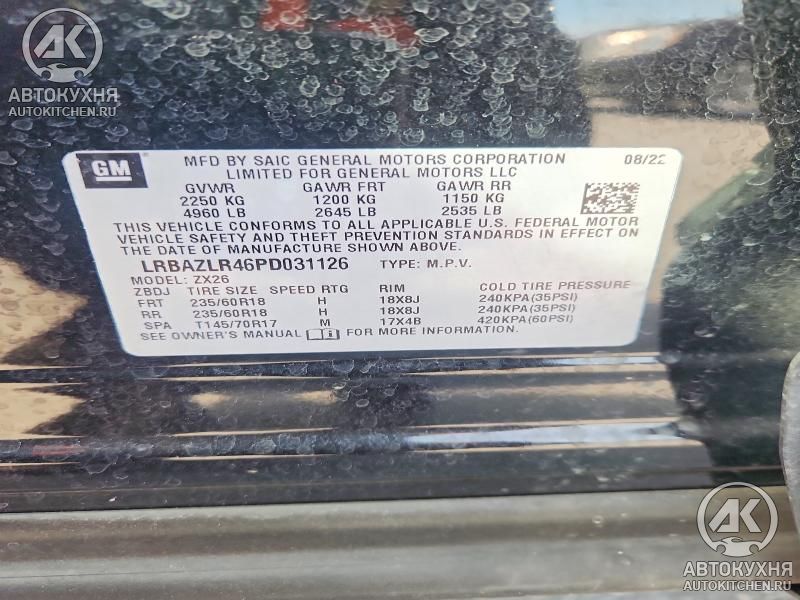 AK
АВТОКУХНЯ
AUTOKITCHEN.RU
GM
MFD BY SAIC GENERAL MOTORS CORPORATION 08/22
LIMITED FOR GENERAL MOTORS LLC
GVWR GAWR FRT GAWR RR
2250 KG 1200 KG 1150 KG
4960 LB 2645 LB 2535 LB
THIS VEHICLE CONFORMS TO ALL APPLICABLE U.S. FEDERAL MOTOR
VEHICLE SAFETY AND THEFT PREVENTION STANDARDS IN EFFECT ON
THE DATE OF MANUFACTURE SHOWN ABOVE.
LRBAZLR46PD031126 TYPE: M.P.V.
MODEL: ZX26
ZBDJ TIRE SIZE SPEED RTG RIM COLD TIRE PRESSURE
FRT 235/60R18 H 18X8J 240KPA(35PSI)
RR 235/60R18 H 18X8J 240KPA(35PSI)
SPA T145/70R17 M 17X4B 420KPA(60PSI)
SEE OWNER'S MANUAL FOR MORE INFORMATION.
AK
АВТОКУХНЯ
AUTOKITCHEN.RU